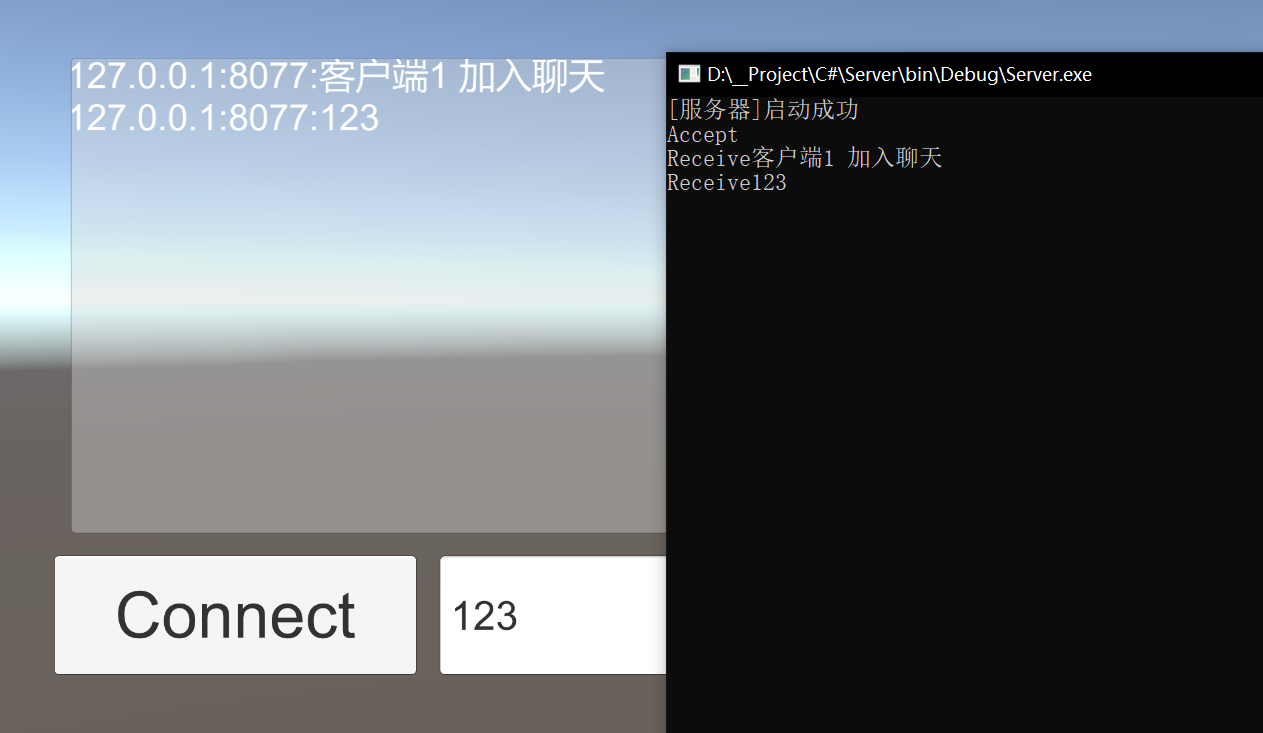 127.0.0.1:8077:客户端1 加入聊天
127.0.0.1:8077:123
Connect
123
D:\__Project\C#\Server\bin\Debug\Server.exe
[服务器]启动成功
Accept
Receive客户端1 加入聊天
Receive123